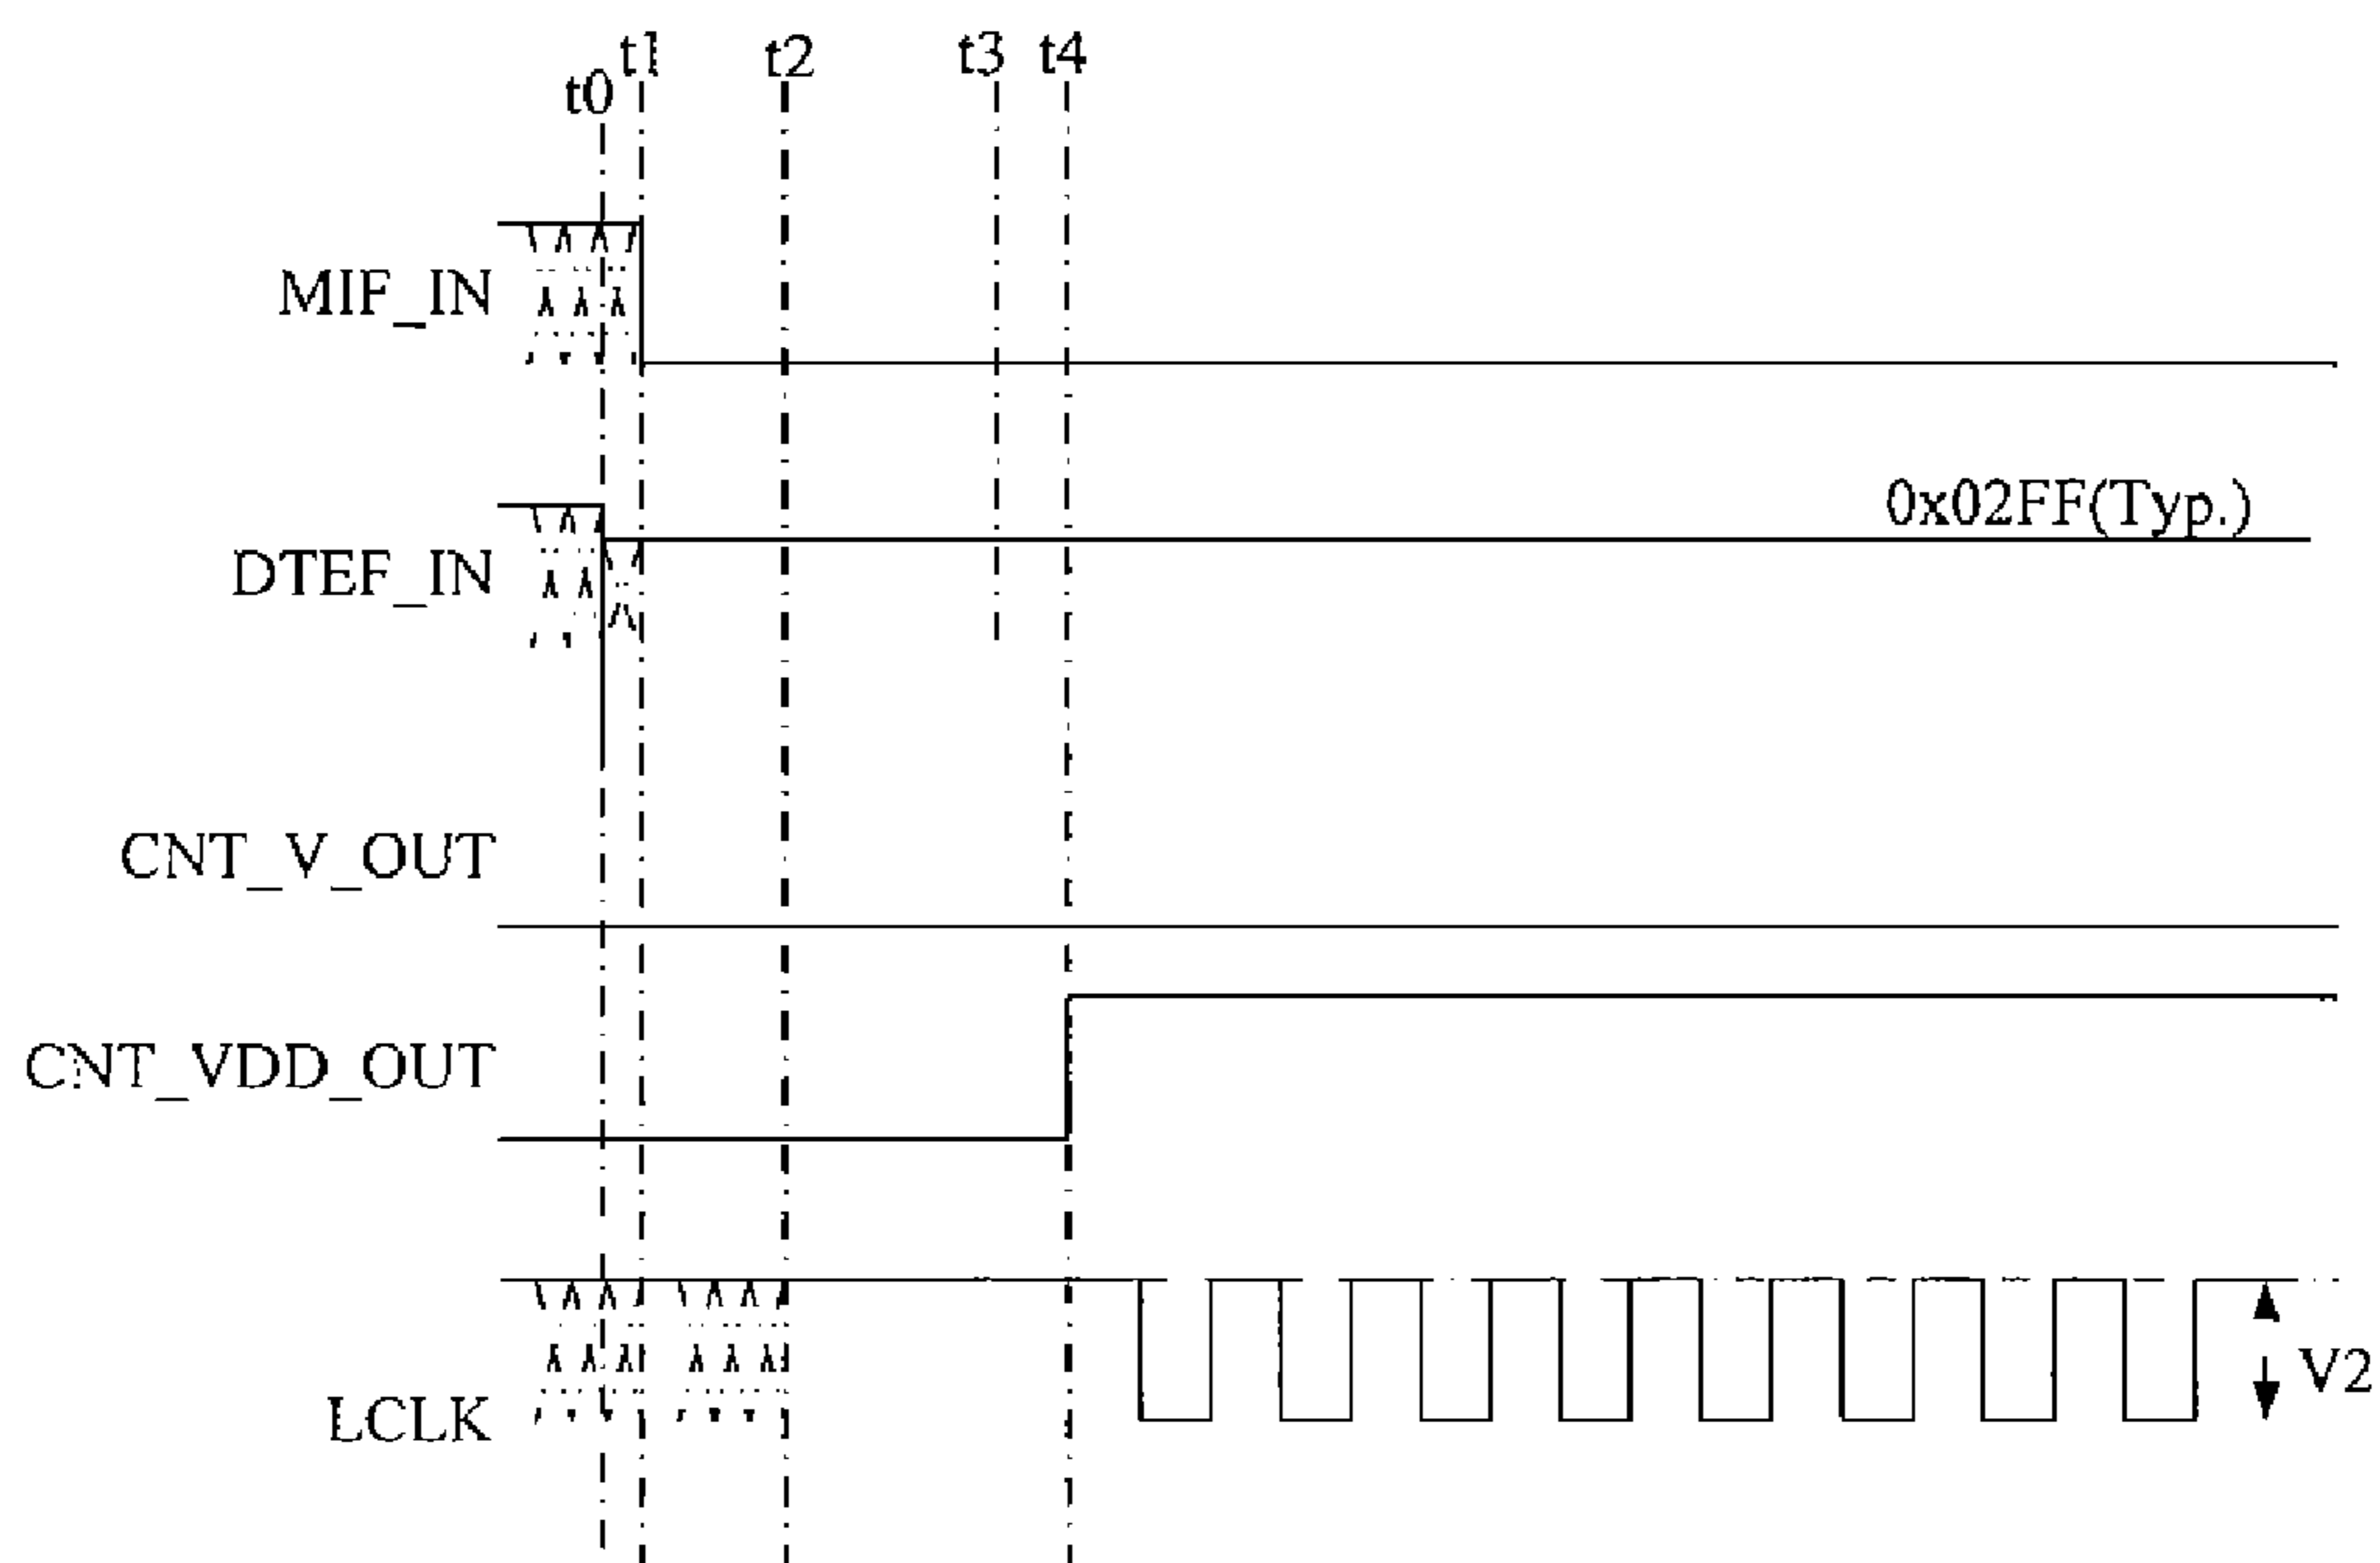 t0
t1
t2
t3
t4
MIF_IN
0x02FF(Typ.)
DTEF_IN
CNT_V_OUT
CNT_VDD_OUT
V2
LCLK